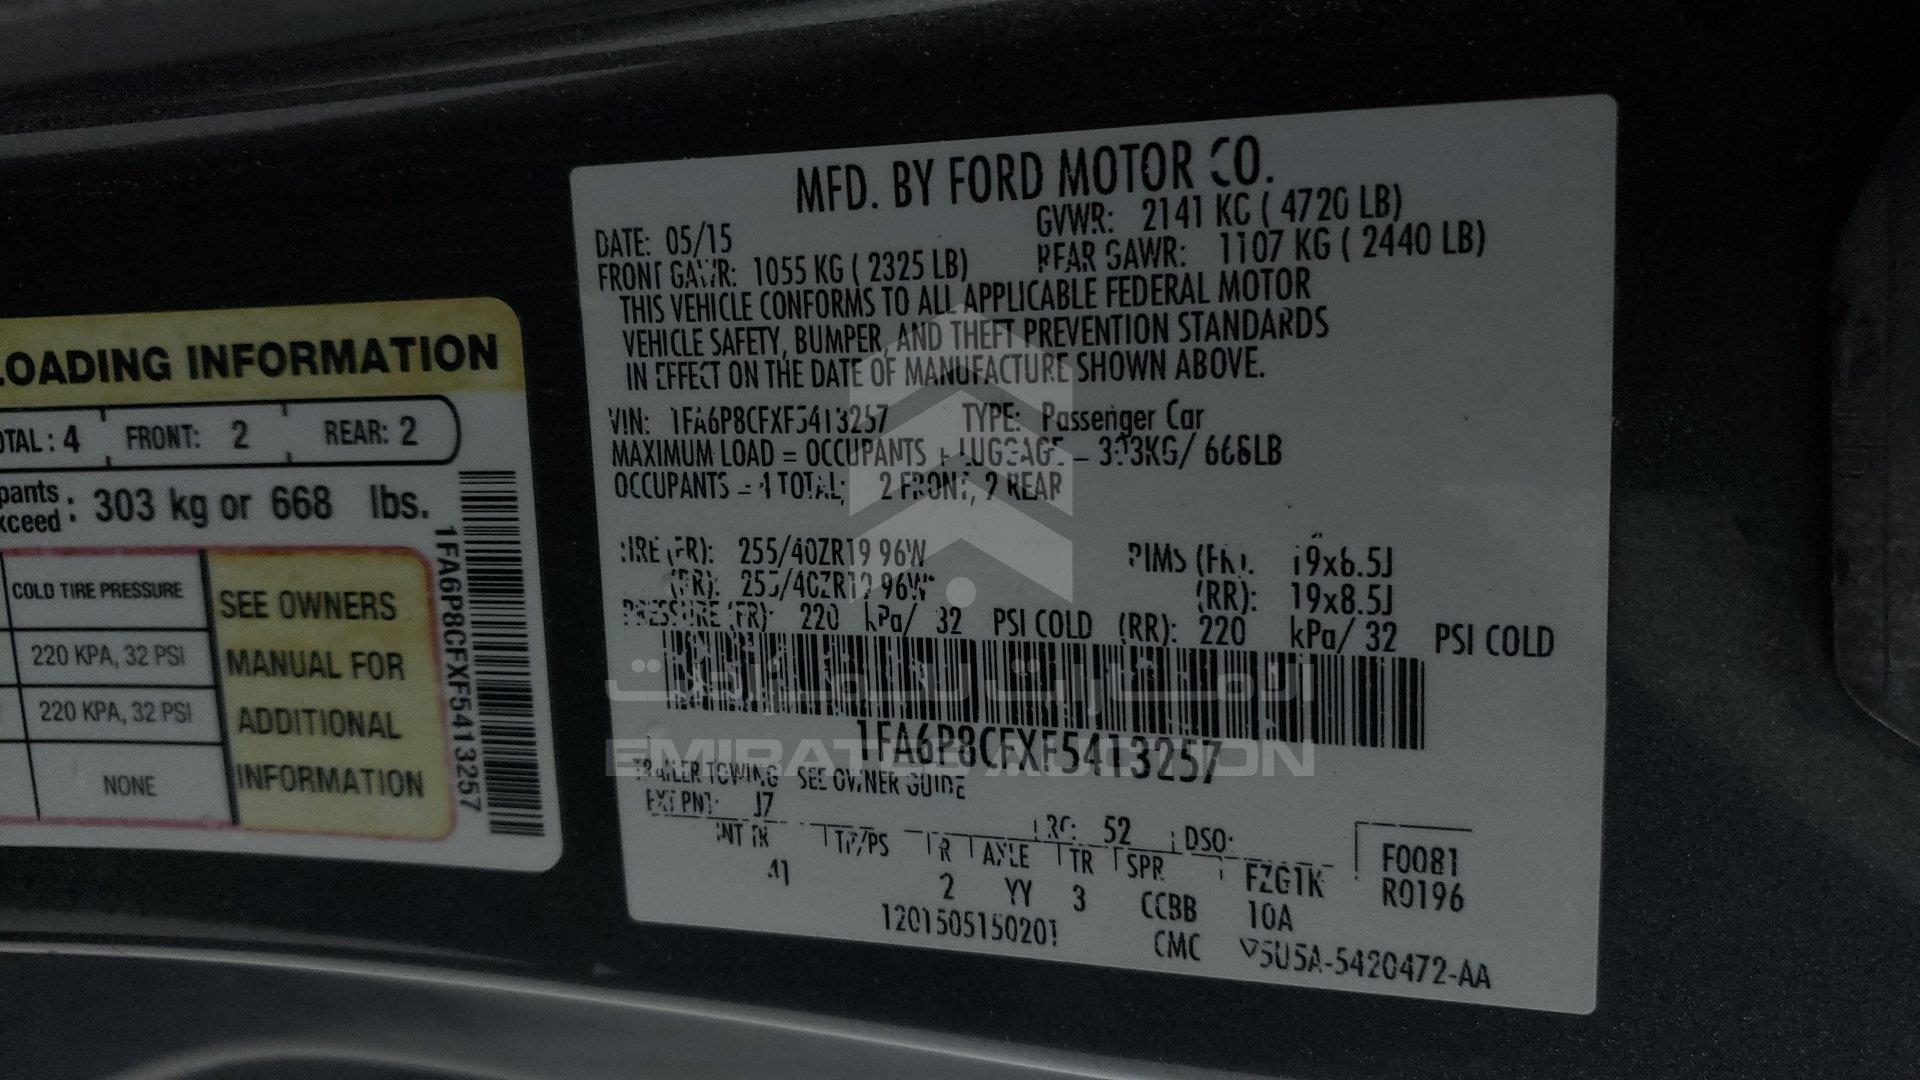 LOADING INFORMATION
TOTAL : 4 FRONT: 2 REAR: 2
pants
xceed : 303 kg or 668 lbs.
COLD TIRE PRESSURE
220 KPA, 32 PSI
220 KPA, 32 PSI
NONE
SEE OWNERS
MANUAL FOR
ADDITIONAL
INFORMATION
1FA6P8CFXF5413257
MFD. BY FORD MOTOR CO.
DATE: 05/15 GVWR: 2141 KG ( 4720 LB)
FRONT GAWR: 1055 KG ( 2325 LB) REAR GAWR: 1107 KG ( 2440 LB)
THIS VEHICLE CONFORMS TO ALL APPLICABLE FEDERAL MOTOR
VEHICLE SAFETY, BUMPER, AND THEFT PREVENTION STANDARDS
IN EFFECT ON THE DATE OF MANUFACTURE SHOWN ABOVE.
VIN: 1FA6P8CFXF5413257 TYPE: Passenger Car
MAXIMUM LOAD = OCCUPANTS + LUGGAGE = 303KG/ 668LB
OCCUPANTS = 4 TOTAL; 2 FRONT, 2 REAR
TIRE (FR): 255/40ZR19 96W RIMS (FR): 19x8.5J
(RR): 255/40ZR19 96W (RR): 19x8.5J
PRESSURE (FR): 220 kPa/ 32 PSI COLD (RR): 220 kPa/ 32 PSI COLD
الإمارات للمزادات
1FA6P8CFXF5413257
EMIRATES AUCTION
TRAILER TOWING - SEE OWNER GUIDE
EXT PNT: J7 RC: 52 DSO: F0081
INT TR TP/PS R AXLE TR SPR FZG1K R0196
41 2 YY 3 CCBB 10A
1201505150201 CMC 5U5A-5420472-AA